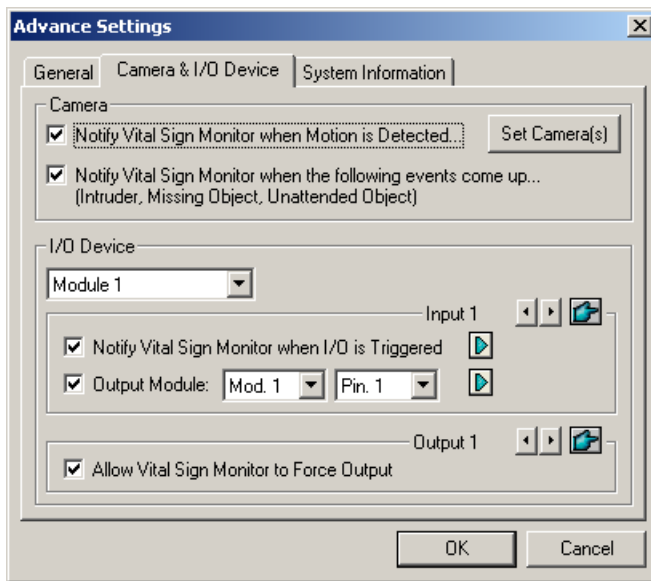 Advance Settings
General
Camera & I/O Device
System Information
Camera
Notify Vital Sign Monitor when Motion is Detected...
Set Camera(s)
Notify Vital Sign Monitor when the following events come up...
(Intruder, Missing Object, Unattended Object)
I/O Device
Module 1
Input 1
Notify Vital Sign Monitor when I/O is Triggered
Output Module:
Mod. 1
Pin. 1
Output 1
Allow Vital Sign Monitor to Force Output
OK
Cancel